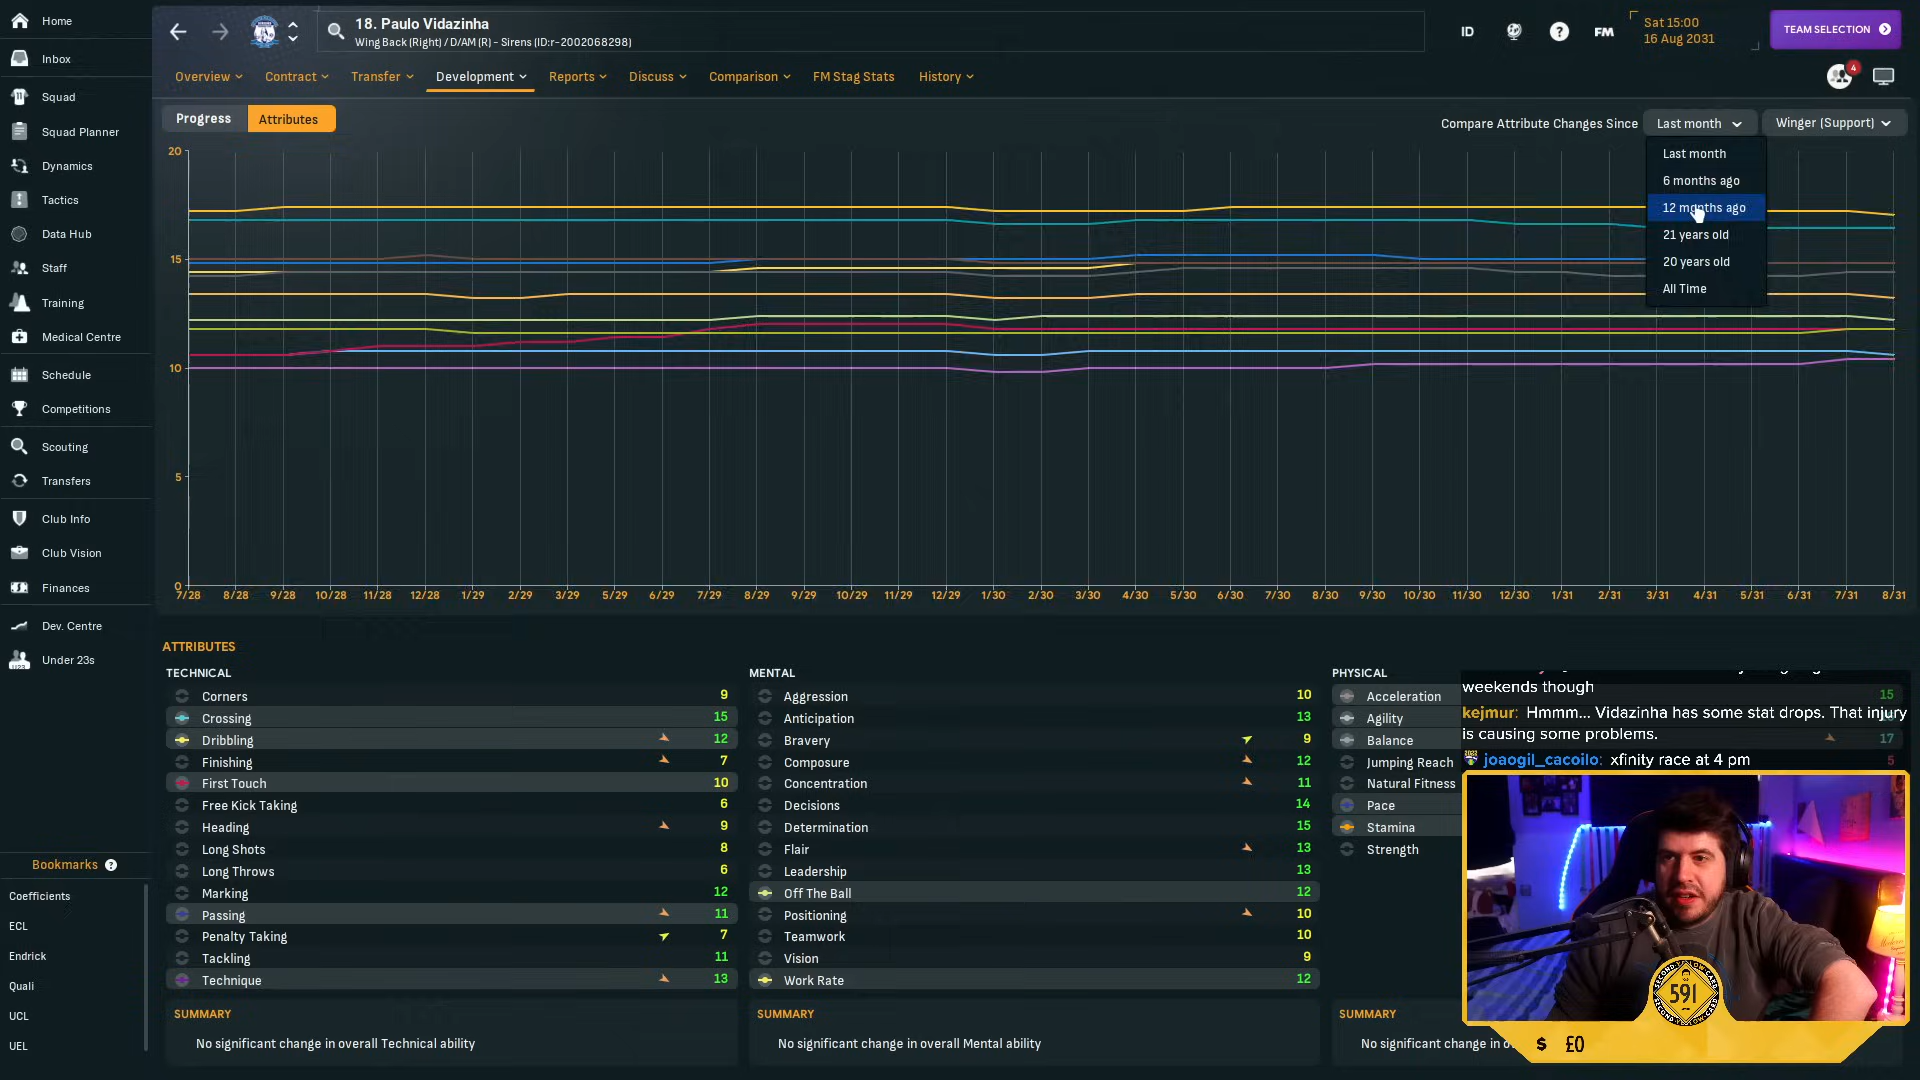 Home
Inbox
Squad
Squad Planner
Dynamics
Tactics
Data Hub
Staff
Training
Medical Centre
Schedule
Competitions
Scouting
Transfers
Club Info
Club Vision
Finances
Dev. Centre
Under 23s
Bookmarks ?
Coefficients
ECL
Endrick
Quali
UCL
UEL
18. Paulo Vidazinha
Wing Back (Right) / D/AM (R) - Sirens (ID:r-2002068298)
ID
?
FM
Sat 15:00
16 Aug 2031
TEAM SELECTION
Overview
Contract
Transfer
Development
Reports
Discuss
Comparison
FM Stag Stats
History
4
Progress
Attributes
Compare Attribute Changes Since
Last month
Winger (Support)
Last month
6 months ago
12 months ago
21 years old
20 years old
All Time
20
15
10
5
0
7/28 8/28 9/28 10/28 11/28 12/28 1/29 2/29 3/29 4/29 5/29 6/29 7/29 8/29 9/29 10/29 11/29 12/29 1/30 2/30 3/30 4/30 5/30 6/30 7/30 8/30 9/30 10/30 11/30 12/30 1/31 2/31 3/31 4/31 5/31 6/31 7/31 8/31
ATTRIBUTES
TECHNICAL
Corners 9
Crossing 15
Dribbling 12
Finishing 7
First Touch 10
Free Kick Taking 6
Heading 9
Long Shots 8
Long Throws 6
Marking 12
Passing 11
Penalty Taking 7
Tackling 11
Technique 13
SUMMARY
No significant change in overall Technical ability
MENTAL
Aggression 10
Anticipation 13
Bravery 9
Composure 12
Concentration 11
Decisions 14
Determination 15
Flair 13
Leadership 13
Off The Ball 12
Positioning 10
Teamwork 10
Vision 9
Work Rate 12
SUMMARY
No significant change in overall Mental ability
PHYSICAL
Acceleration 15
Agility
Balance 17
Jumping Reach 5
Natural Fitness
Pace
Stamina
Strength
SUMMARY
No significant change in o
weekends though
kejmur: Hmmm... Vidazinha has some stat drops. That injury
is causing some problems.
joaogil_cacoilo: xfinity race at 4 pm
SECOND YELLOW CARD
591
$ £0